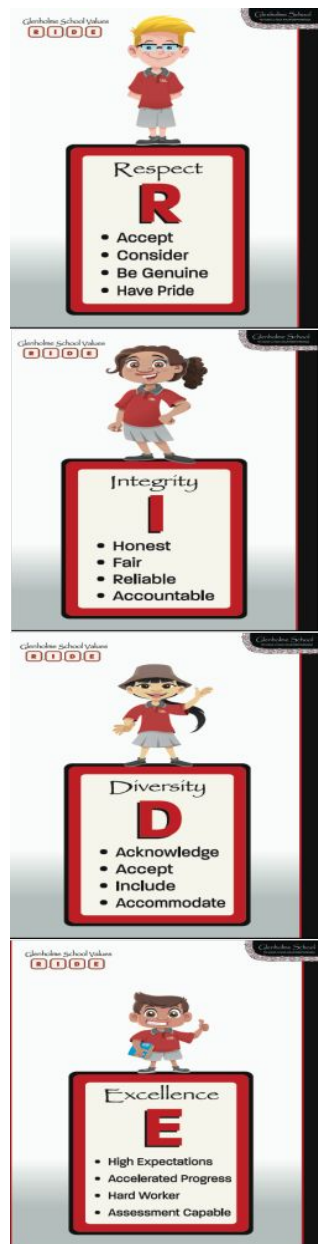 Glenholme School Values
R I D E
Glenholme School
Respect
R
• Accept
• Consider
• Be Genuine
• Have Pride
Glenholme School Values
R I D E
Glenholme School
Integrity
I
• Honest
• Fair
• Reliable
• Accountable
Glenholme School Values
R I D E
Glenholme School
Diversity
D
• Acknowledge
• Accept
• Include
• Accommodate
Glenholme School Values
R I D E
Glenholme School
Excellence
E
• High Expectations
• Accelerated Progress
• Hard Worker
• Assessment Capable